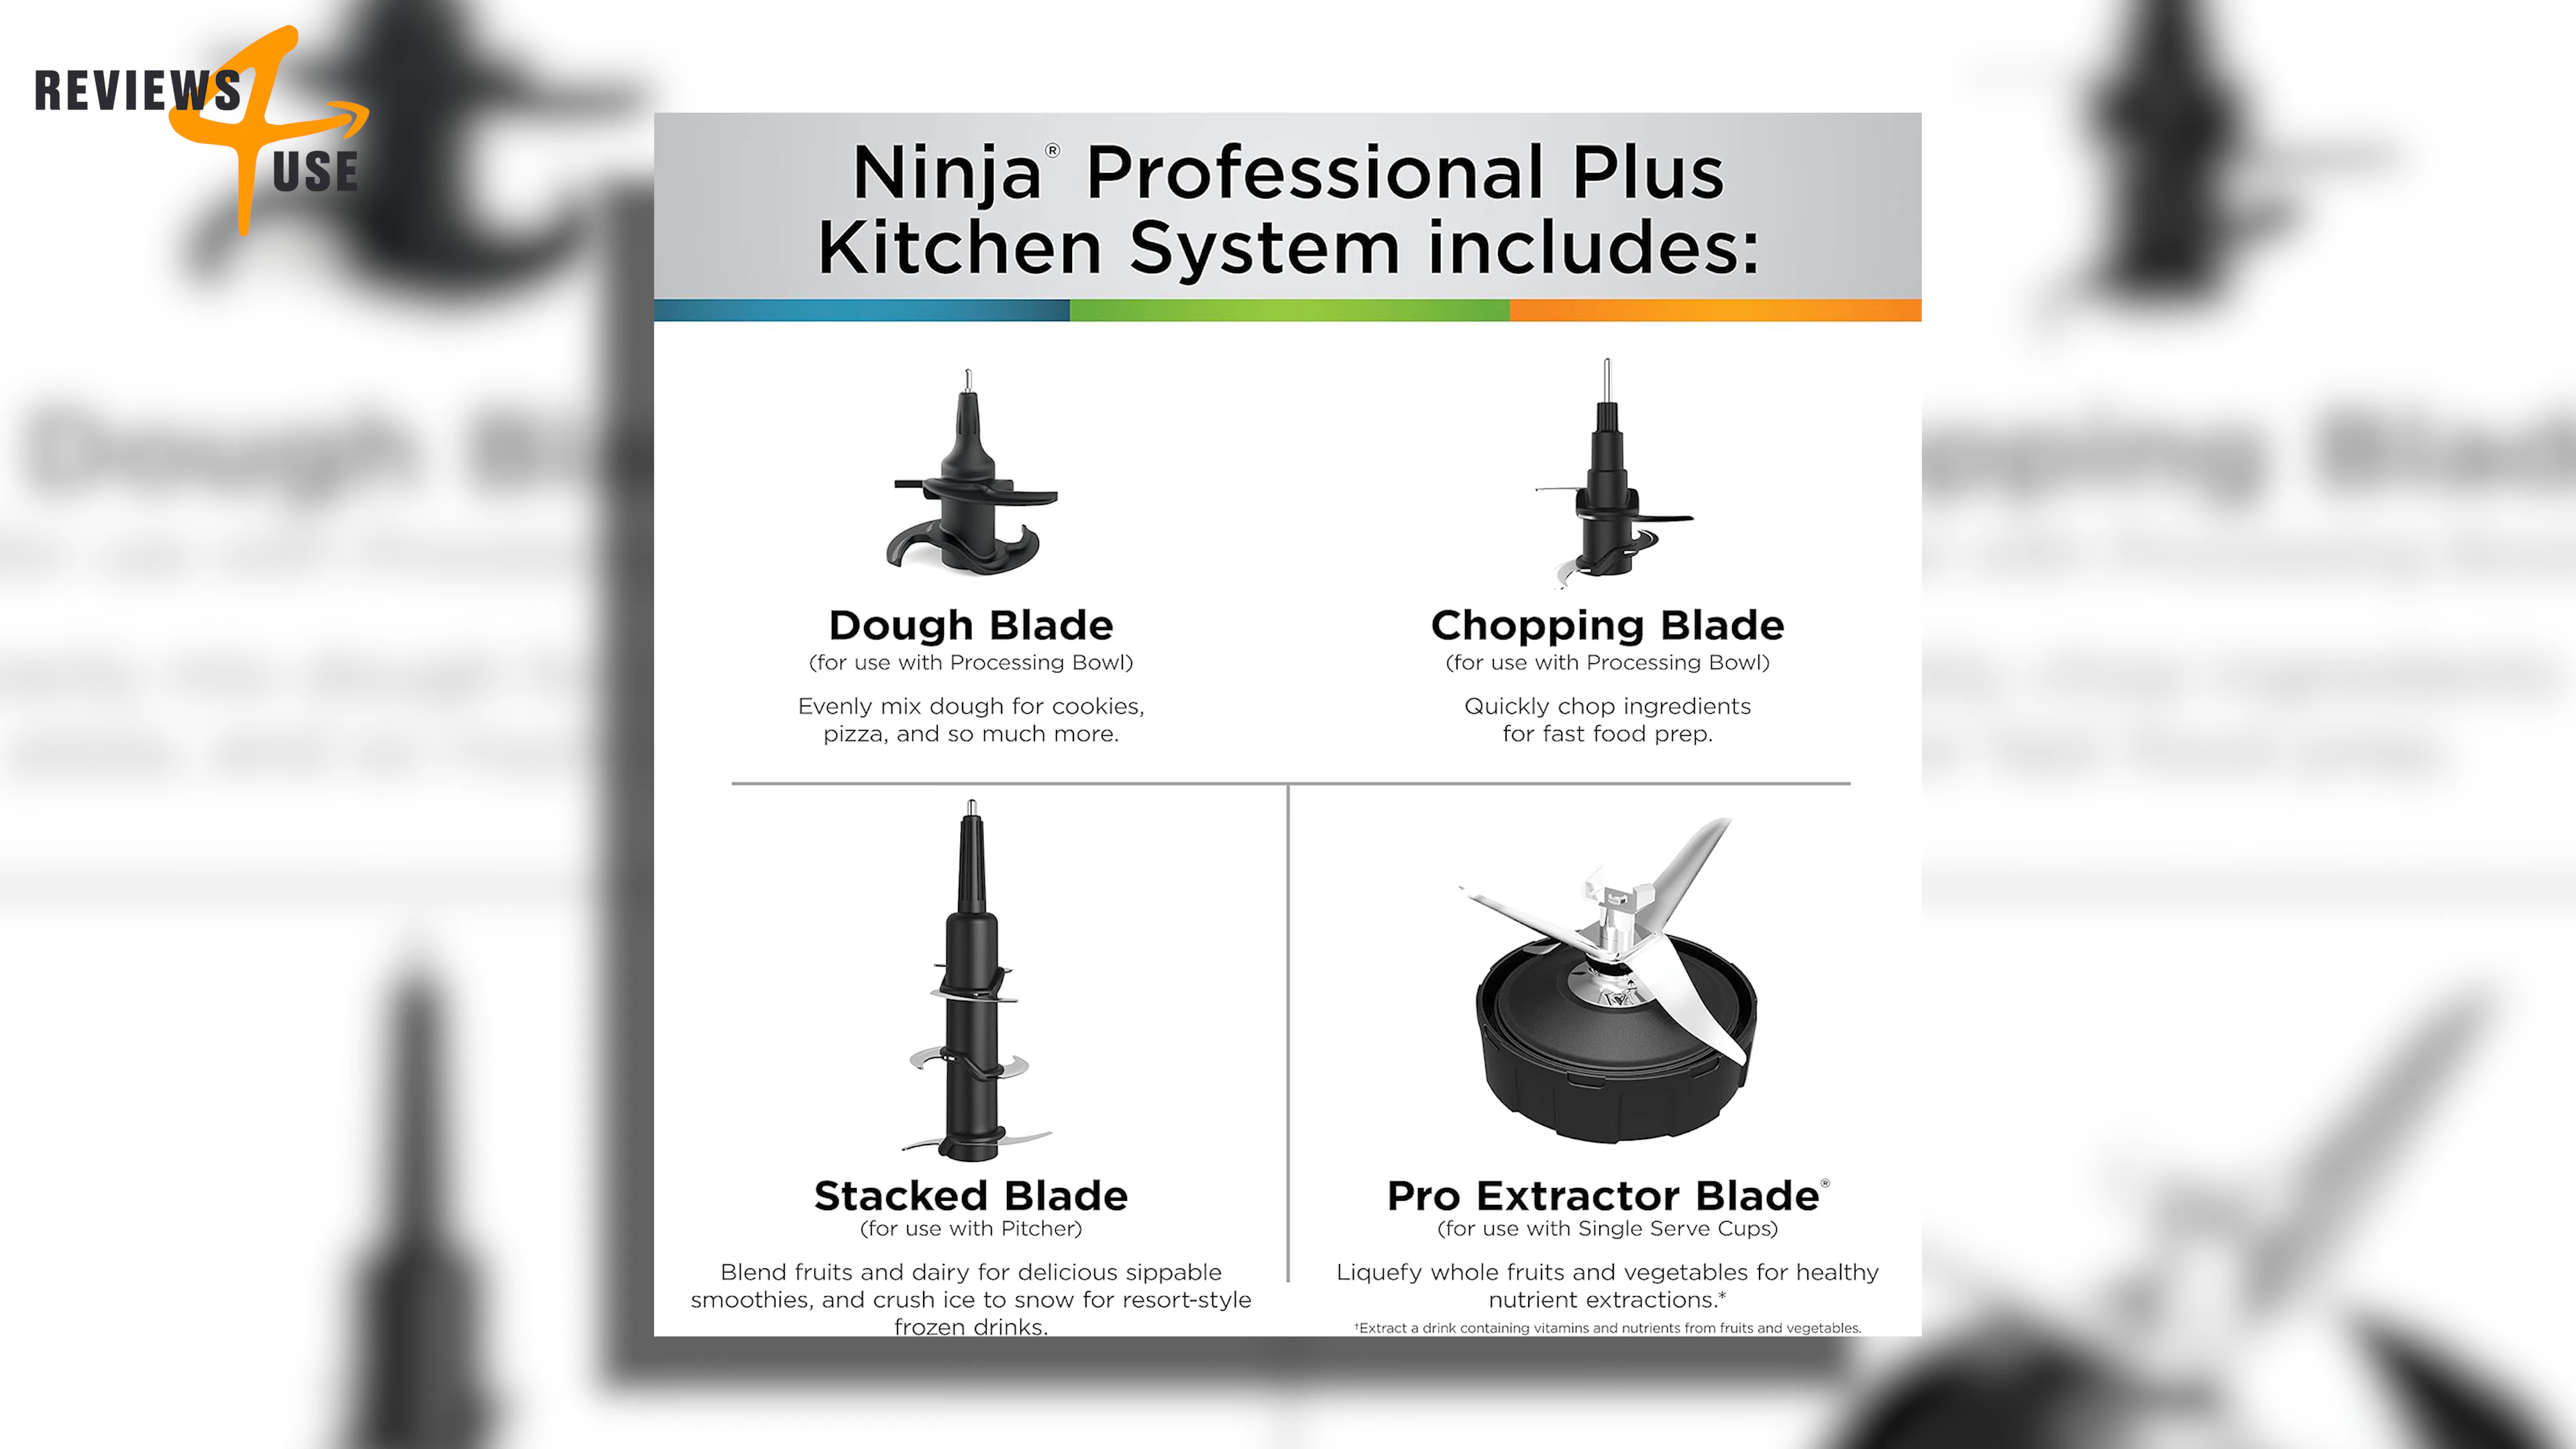 REVIEWS
4
USE
Ninja® Professional Plus
Kitchen System includes:
Dough Blade
(for use with Processing Bowl)
Evenly mix dough for cookies,
pizza, and so much more.
Chopping Blade
(for use with Processing Bowl)
Quickly chop ingredients
for fast food prep.
Stacked Blade
(for use with Pitcher)
Blend fruits and dairy for delicious sippable
smoothies, and crush ice to snow for resort-style
frozen drinks.
Pro Extractor Blade®
(for use with Single Serve Cups)
Liquefy whole fruits and vegetables for healthy
nutrient extractions.*
†Extract a drink containing vitamins and nutrients from fruits and vegetables.